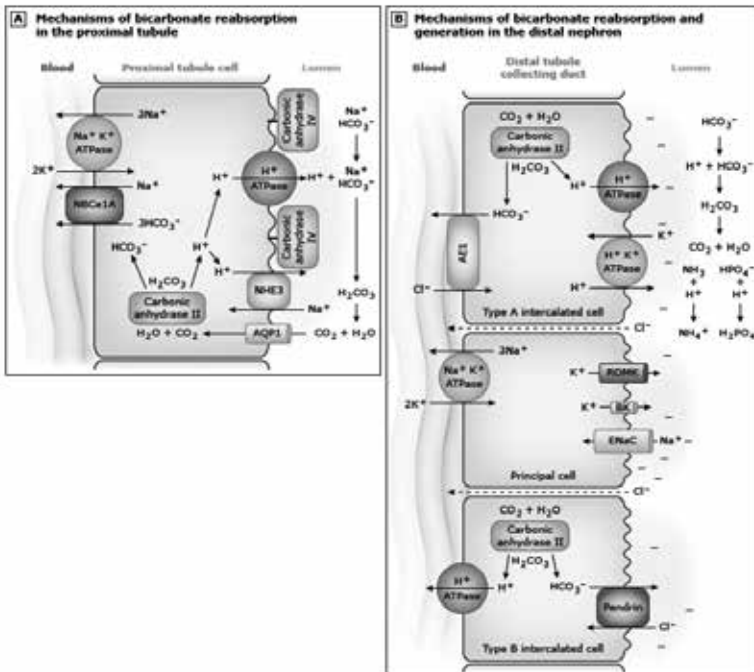 A Mechanisms of bicarbonate reabsorption
in the proximal tubule
Blood
Proximal tubule cell
Lumen
3Na⁺
Na⁺ K⁺
ATPase
2K⁺
Na⁺
NBCe1A
3HCO₃⁻
HCO₃⁻
H₂CO₃
Carbonic
anhydrase II
H₂O + CO₂
H⁺
H⁺
H⁺
Carbonic
anhydrase
IV
H⁺
ATPase
H⁺ +
Carbonic
anhydrase
IV
NHE3
Na⁺
AQP1
Na⁺
HCO₃⁻
Na⁺
HCO₃⁻
H₂CO₃
CO₂ + H₂O
B Mechanisms of bicarbonate reabsorption and
generation in the distal nephron
Blood
Distal tubule
collecting duct
Lumen
CO₂ + H₂O
Carbonic
anhydrase II
H₂CO₃
H⁺
H⁺
ATPase
HCO₃⁻
AE1
Cl⁻
K⁺
H⁺ K⁺
ATPase
H⁺
Type A intercalated cell
HCO₃⁻
H⁺ + HCO₃⁻
H₂CO₃
CO₂ + H₂O
NH₃ HPO₄⁻
+ +
H⁺ H⁺
NH₄⁺ H₂PO₄
Cl⁻
3Na⁺
Na⁺ K⁺
ATPase
2K⁺
K⁺
ROMK
K⁺
BK
ENaC
Na⁺
Principal cell
Cl⁻
CO₂ + H₂O
Carbonic
anhydrase II
H₂CO₃
H⁺
ATPase
H⁺
HCO₃⁻
Pendrin
Cl⁻
Type B intercalated cell